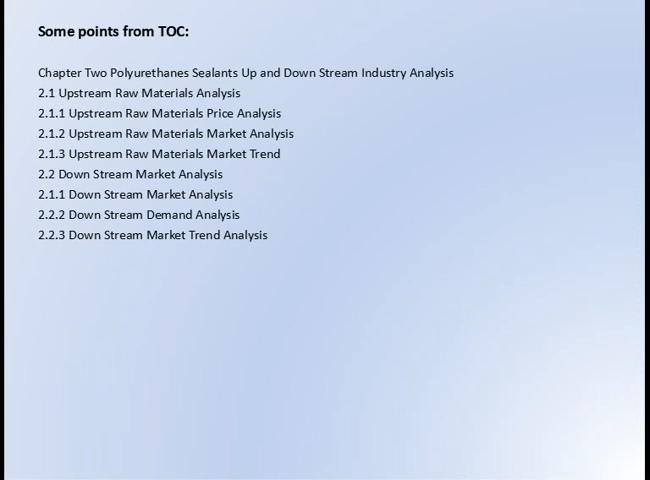 Some points from TOC:
Chapter Two Polyurethanes Sealants Up and Down Stream Industry Analysis
2.1 Upstream Raw Materials Analysis
2.1.1 Upstream Raw Materials Price Analysis
2.1.2 Upstream Raw Materials Market Analysis
2.1.3 Upstream Raw Materials Market Trend
2.2 Down Stream Market Analysis
2.1.1 Down Stream Market Analysis
2.2.2 Down Stream Demand Analysis
2.2.3 Down Stream Market Trend Analysis